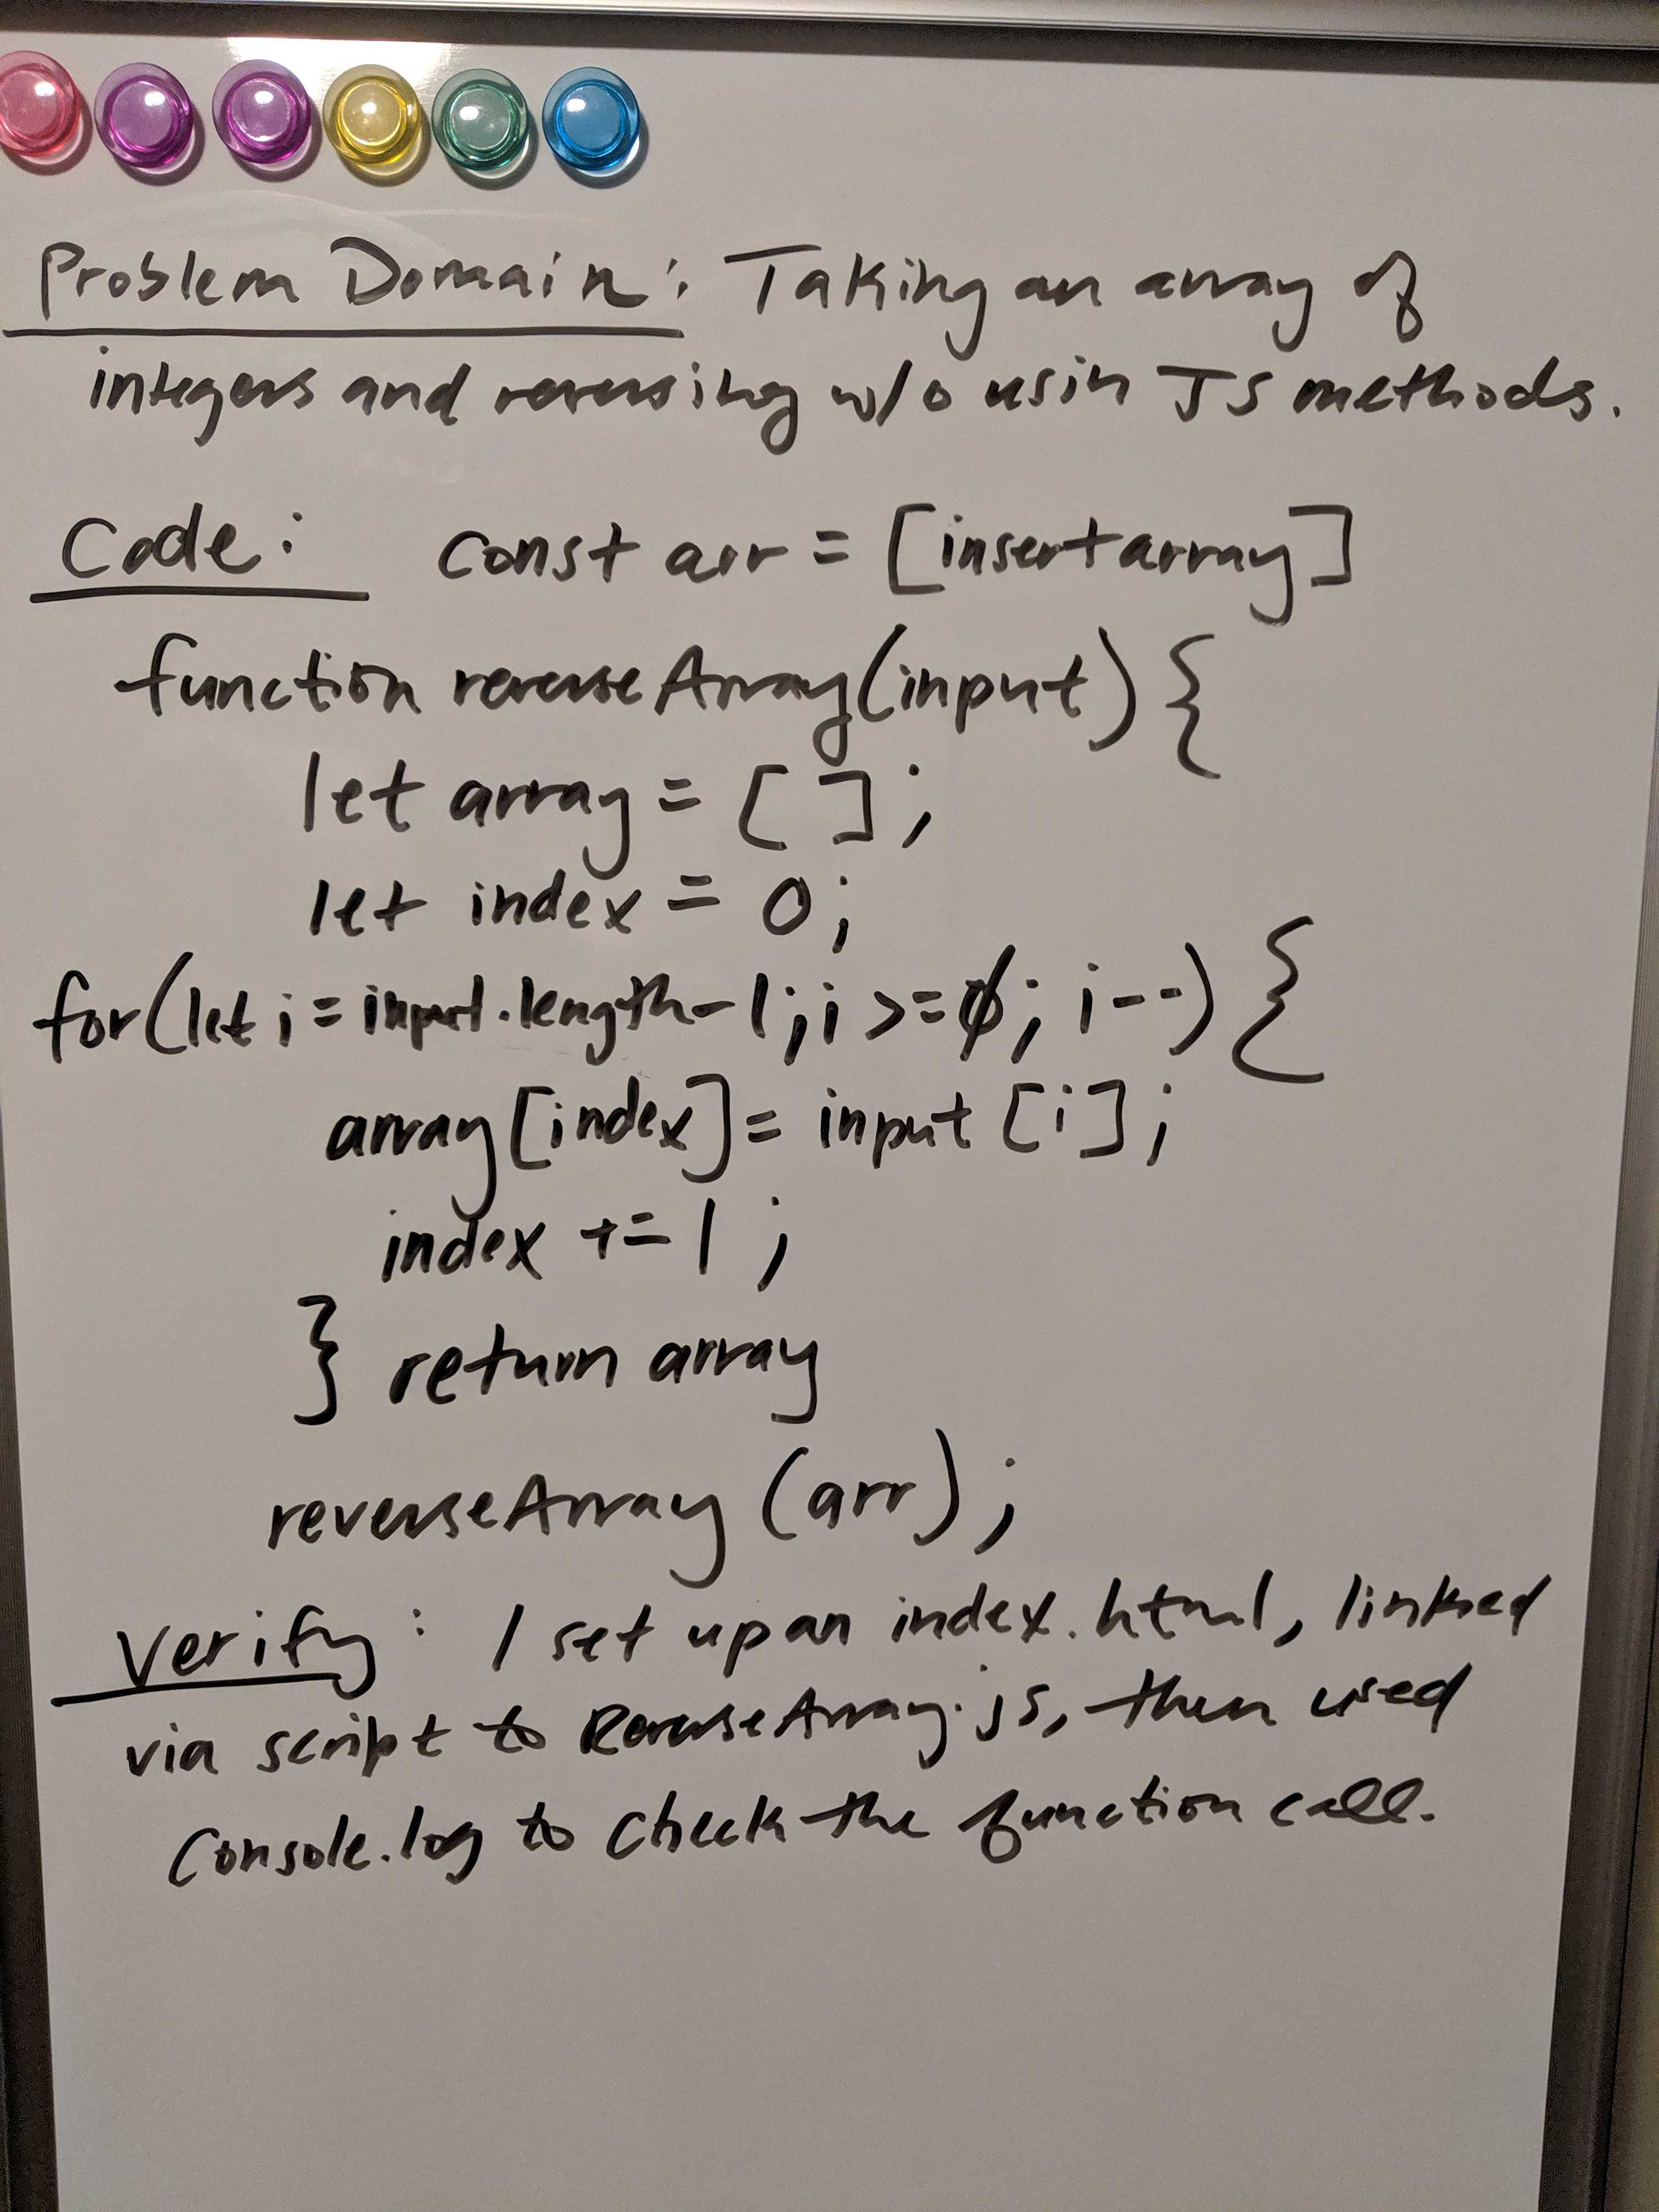 Problem Domain: Taking an array of
integers and reversing w/o usin JS methods.
Code: const arr = [insertarray]
function reverseArray(input){
let array = [ ];
let index = 0;
for(let i = input.length-1; i >= 0; i--) {
array[index] = input [i];
index += 1 ;
} return array
reverseArray (arr);
Verify: I set up an index.html, linked
via script to ReverseArray.js, then used
Console.log to check the function call.